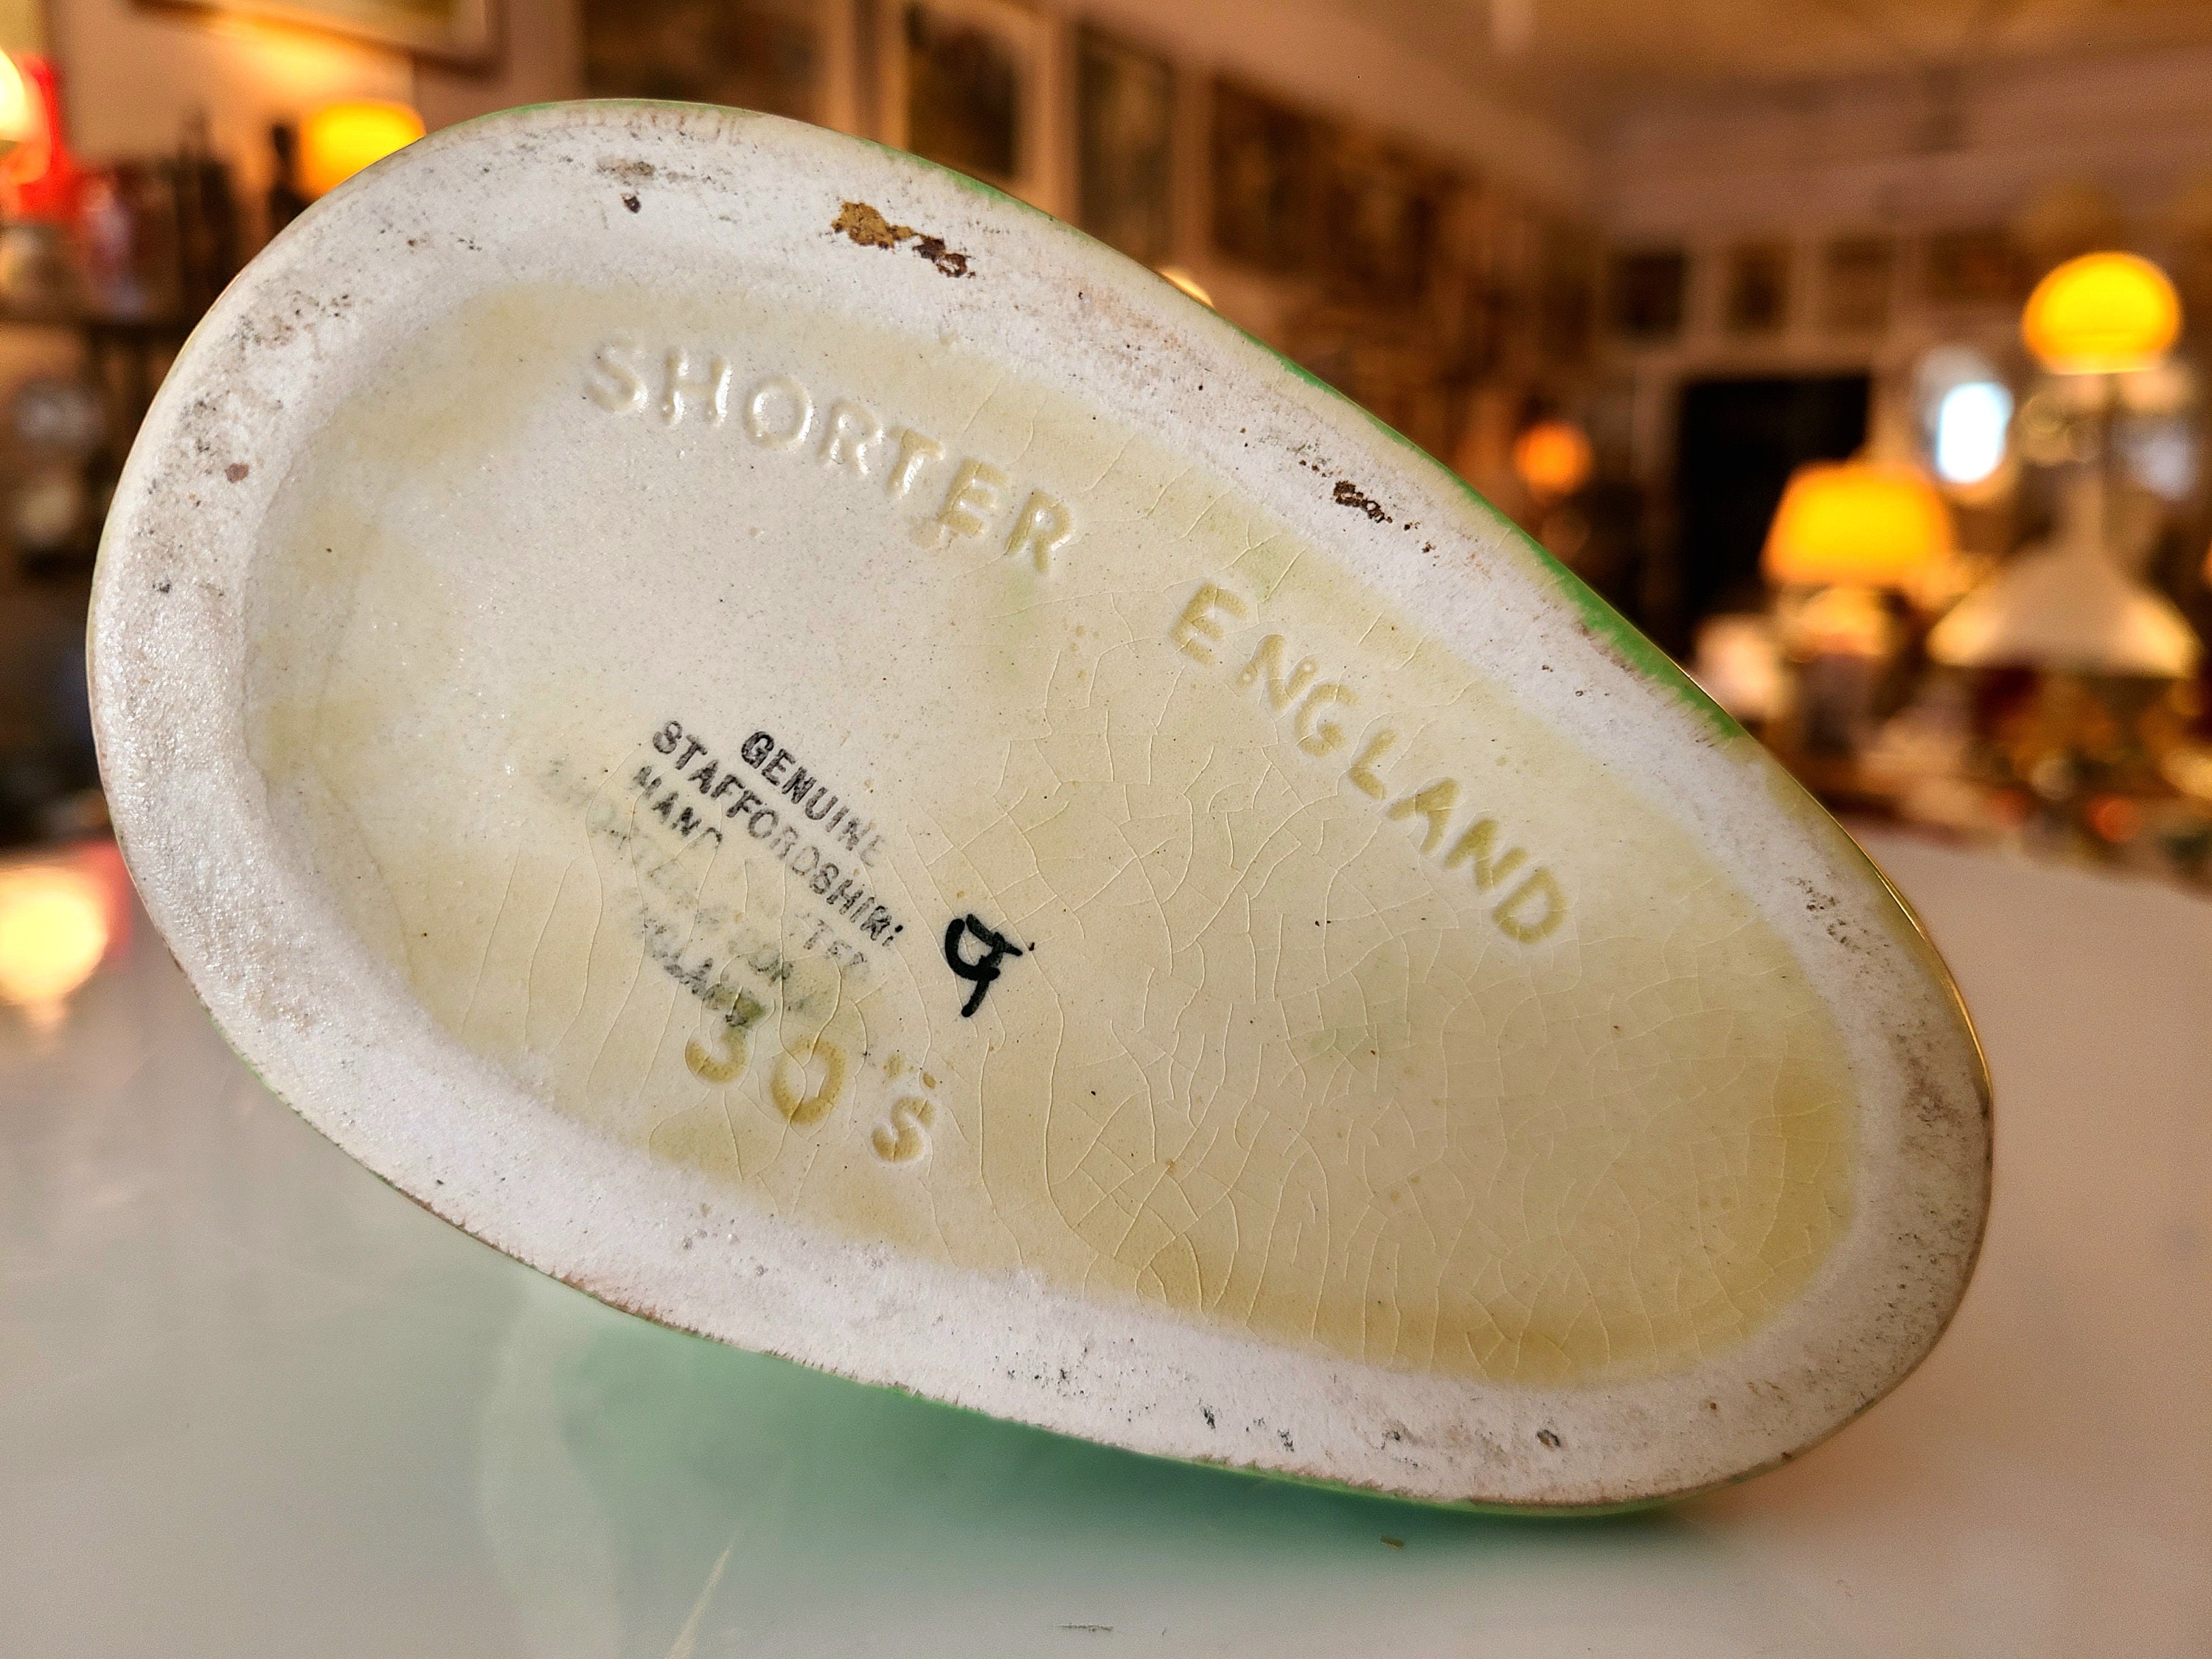 SHORTER ENGLAND
GENUINE
STAFFORDSHIRE
HAND
30 S